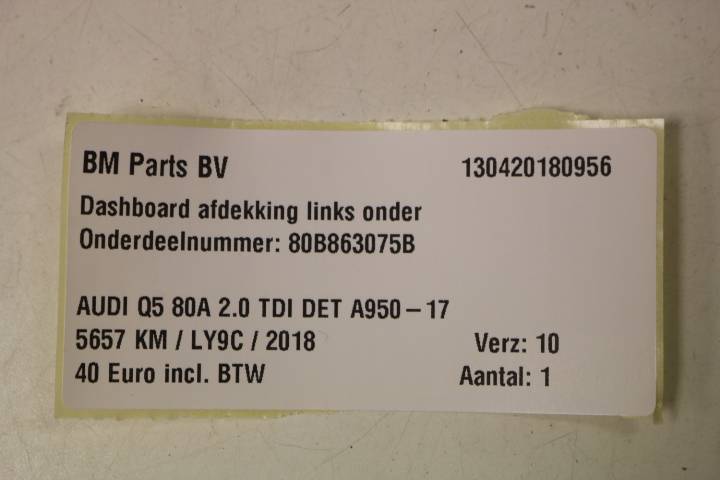 BM Parts BV 130420180956
Dashboard afdekking links onder
Onderdeelnummer: 80B863075B
AUDI Q5 80A 2.0 TDI DET A950-17
5657 KM / LY9C / 2018 Verz: 10
40 Euro incl. BTW Aantal: 1